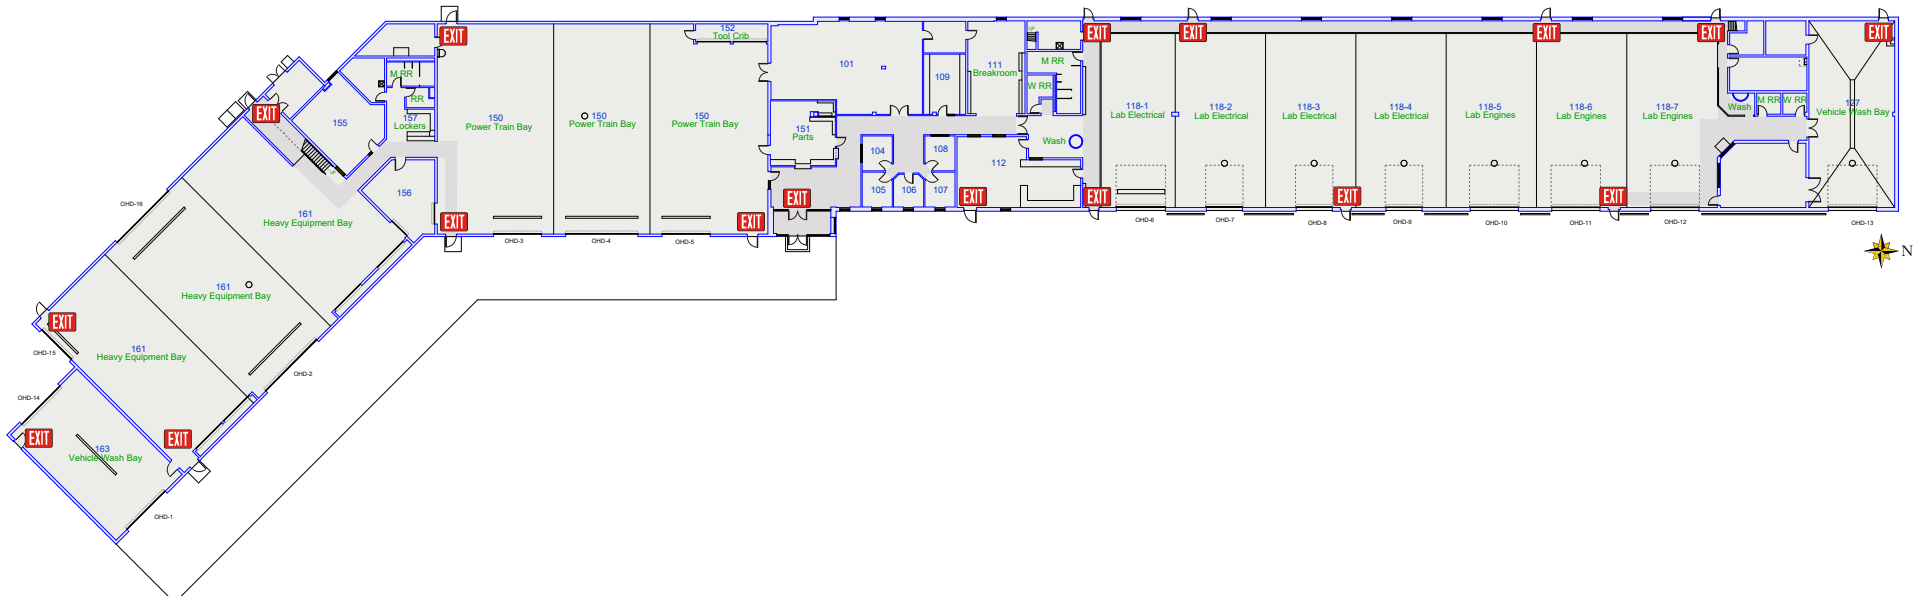 152
Tool Crib
EXIT
EXIT
EXIT
EXIT
EXIT
EXIT
M RR
101
109
111
Breakroom
UP
M RR
W RR
RR
157
Lockers
150
Power Train Bay
150
Power Train Bay
150
Power Train Bay
151
Parts
118-1
Lab Electrical
118-2
Lab Electrical
118-3
Lab Electrical
118-4
Lab Electrical
118-5
Lab Engines
118-6
Lab Engines
118-7
Lab Engines
Wash
M RR
W RR
127
Vehicle Wash Bay
EXIT
155
UP
Wash
104
108
112
105
106
107
156
EXIT
EXIT
EXIT
EXIT
EXIT
EXIT
EXIT
OHD-16
161
Heavy Equipment Bay
OHD-3
OHD-4
OHD-5
OHD-6
OHD-7
OHD-8
OHD-9
OHD-10
OHD-11
OHD-12
OHD-13
N
161
Heavy Equipment Bay
EXIT
OHD-15
161
Heavy Equipment Bay
OHD-2
OHD-14
EXIT
EXIT
163
Vehicle Wash Bay
OHD-1